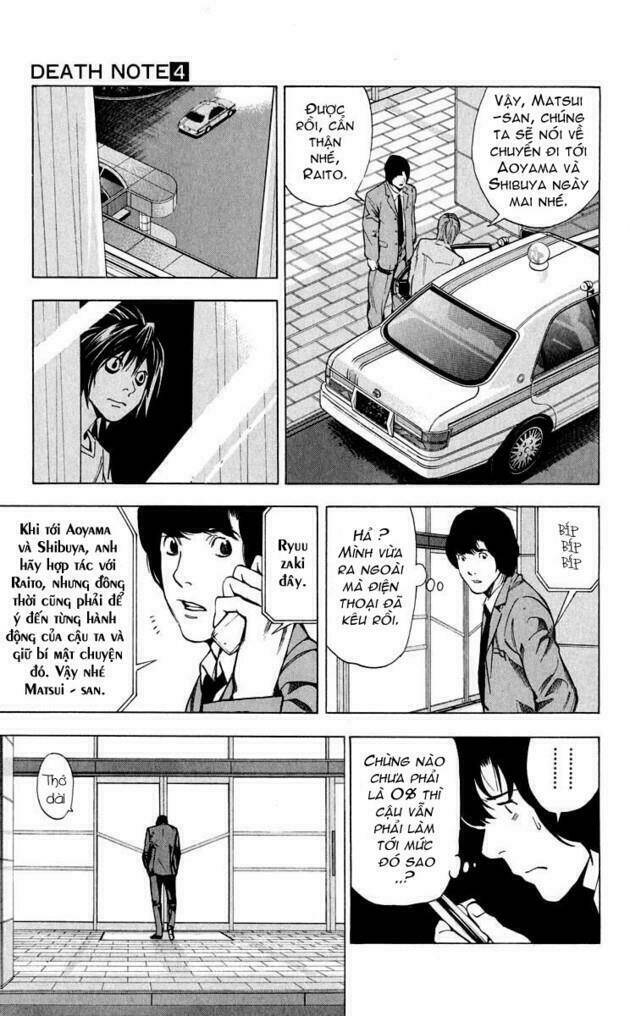 DEATH NOTE 4
VẬY, MATSUI
-SAN, CHÚNG
TA SẼ NÓI VỀ
CHUYẾN ĐI TỚI
AOYAMA VÀ
SHIBUYA NGÀY
MAI NHÉ.
ĐƯỢC
RỒI, CẨN
THẬN
NHÉ,
RAITO.
BÍP
BÍP
BÍP
HẢ ?
MÌNH VỪA
RA NGOÀI
MÀ ĐIỆN
THOẠI ĐÃ
KÊU RỒI.
Ryuu
zaki
đây.
Khi tới Aoyama
và Shibuya, anh
hãy hợp tác với
Raito, nhưng đồng
thời cũng phải để
ý đến từng hành
động của cậu ta và
giữ bí mật chuyện
đó. Vậy nhé
Matsui - san.
......
CHỪNG NÀO
CHƯA PHẢI
LÀ 0% THÌ
CẬU VẪN
PHẢI LÀM
TỚI MỨC
ĐÓ SAO
..?
Thở
dài